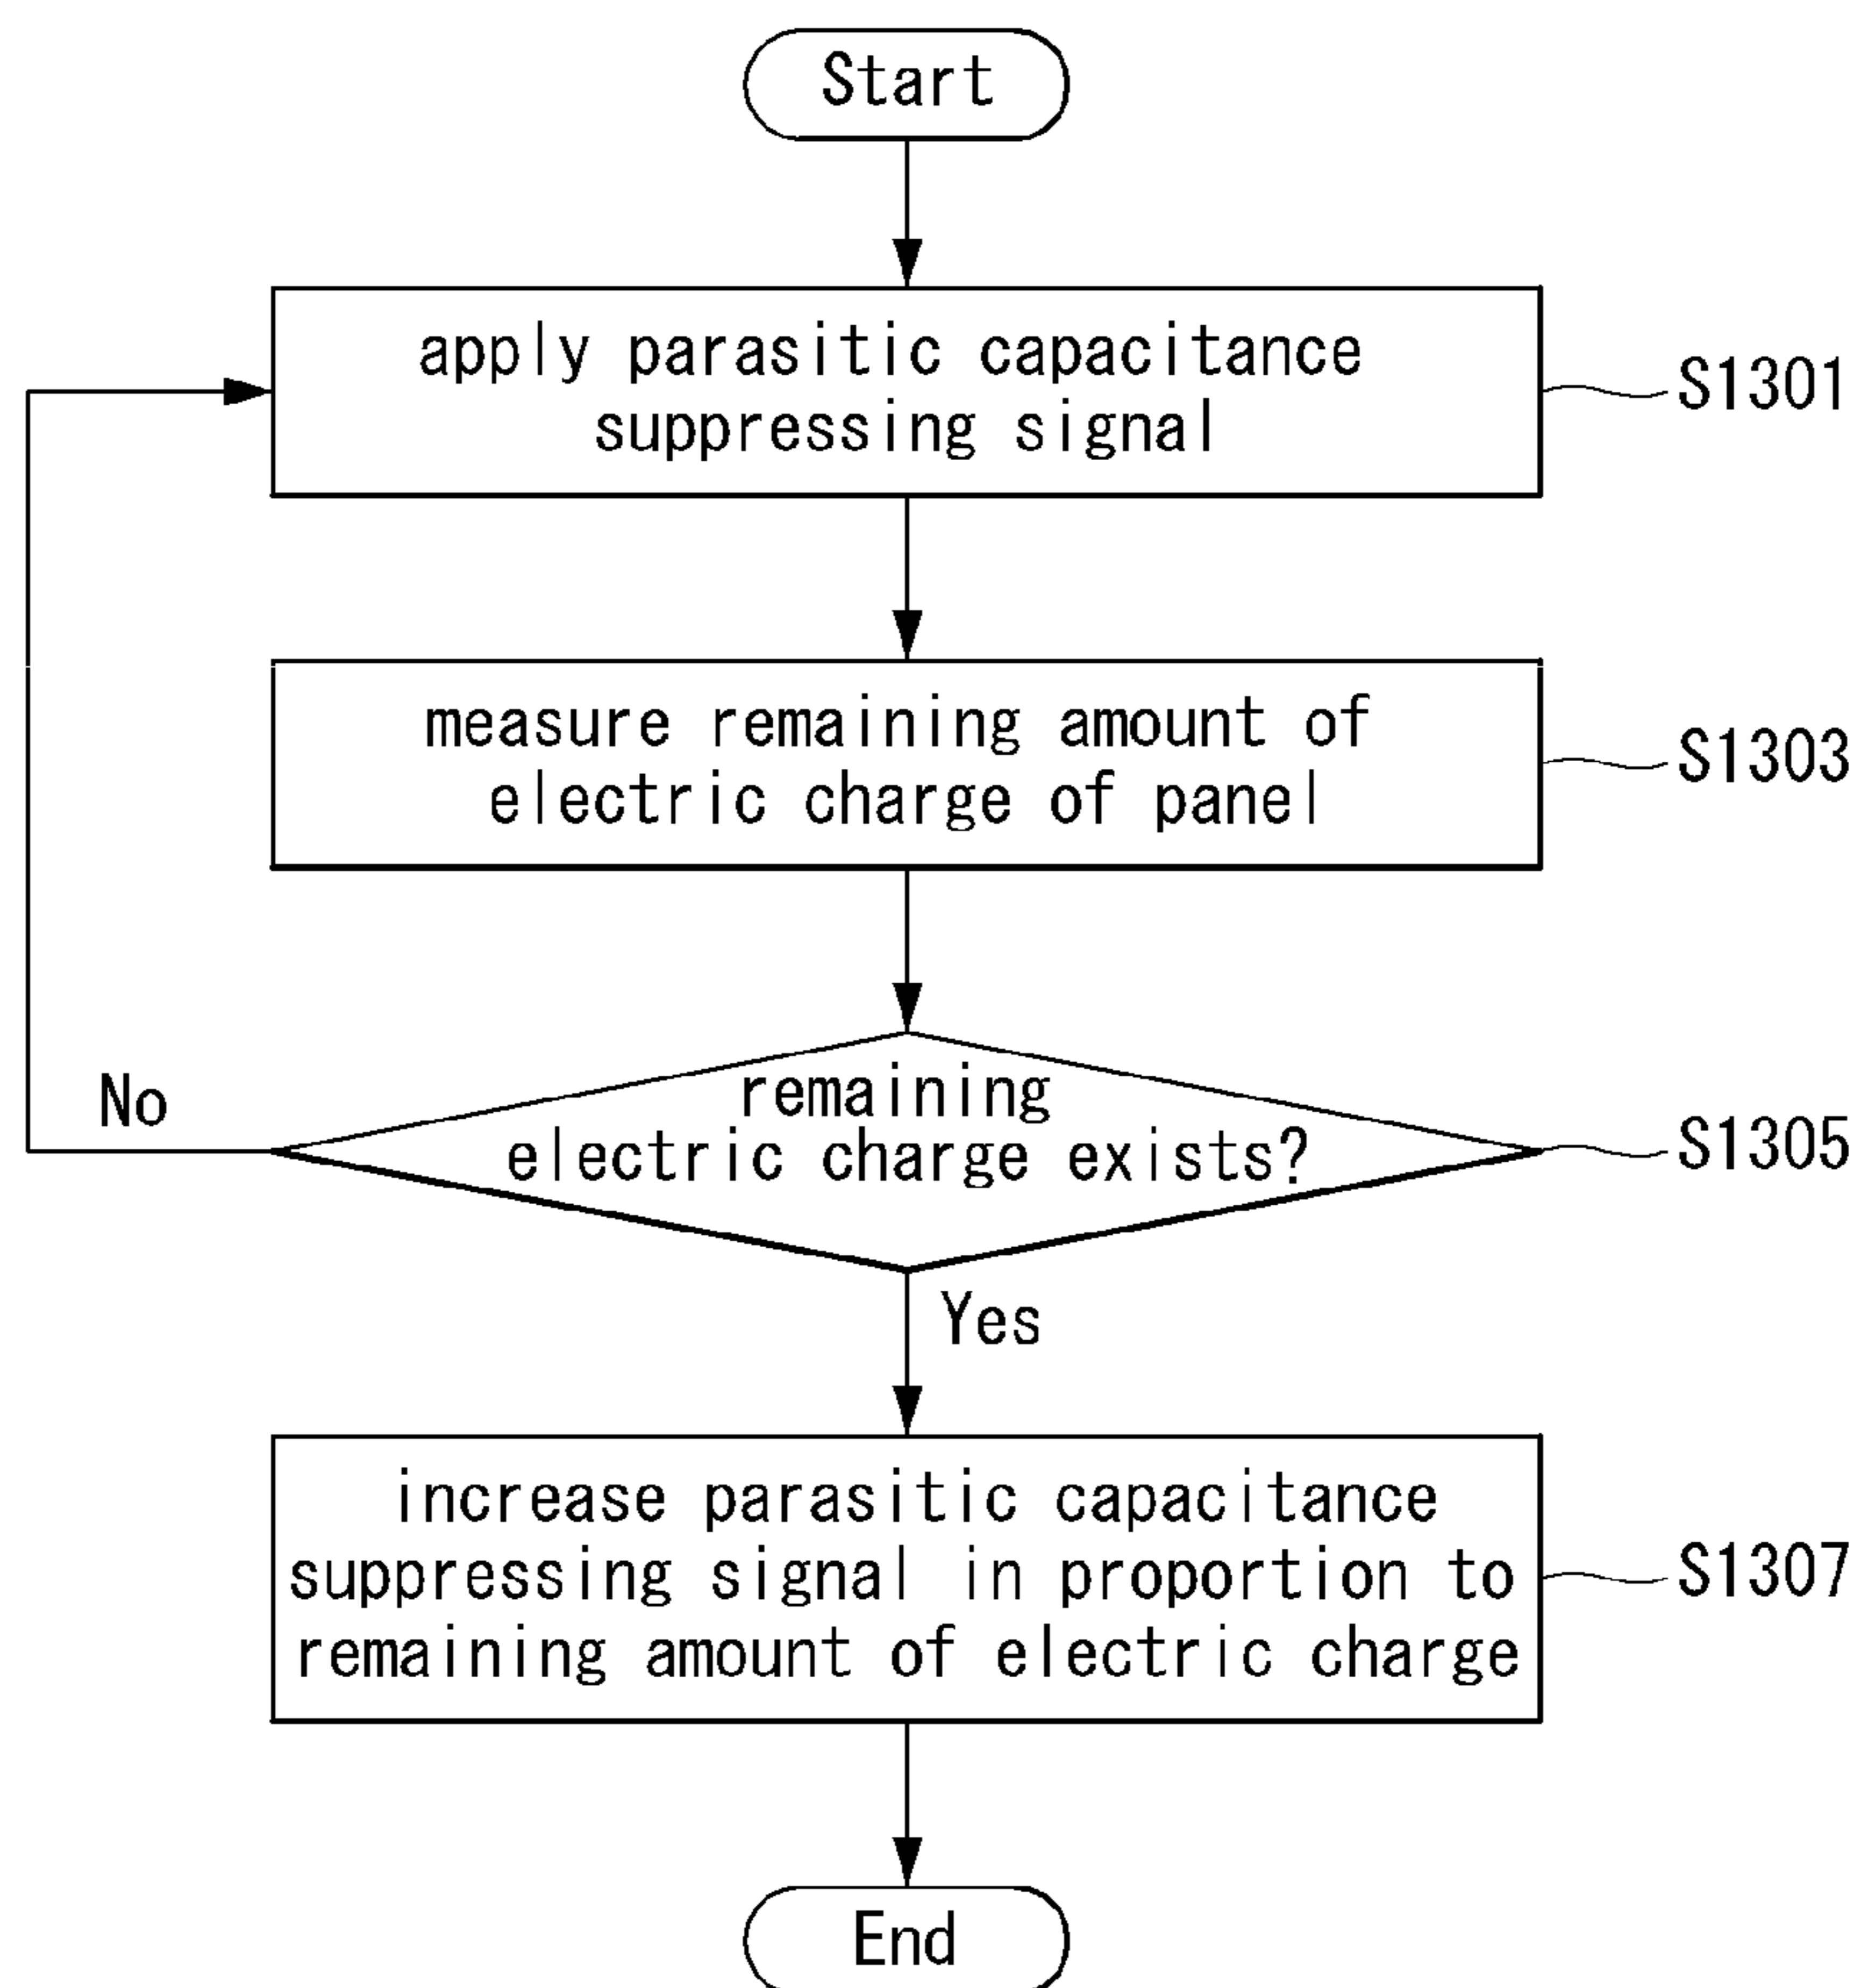 Start
apply parasitic capacitance
suppressing signal
S1301
measure remaining amount of
electric charge of panel
S1303
remaining
electric charge exists?
S1305
No
Yes
increase parasitic capacitance
suppressing signal in proportion to
remaining amount of electric charge
S1307
End